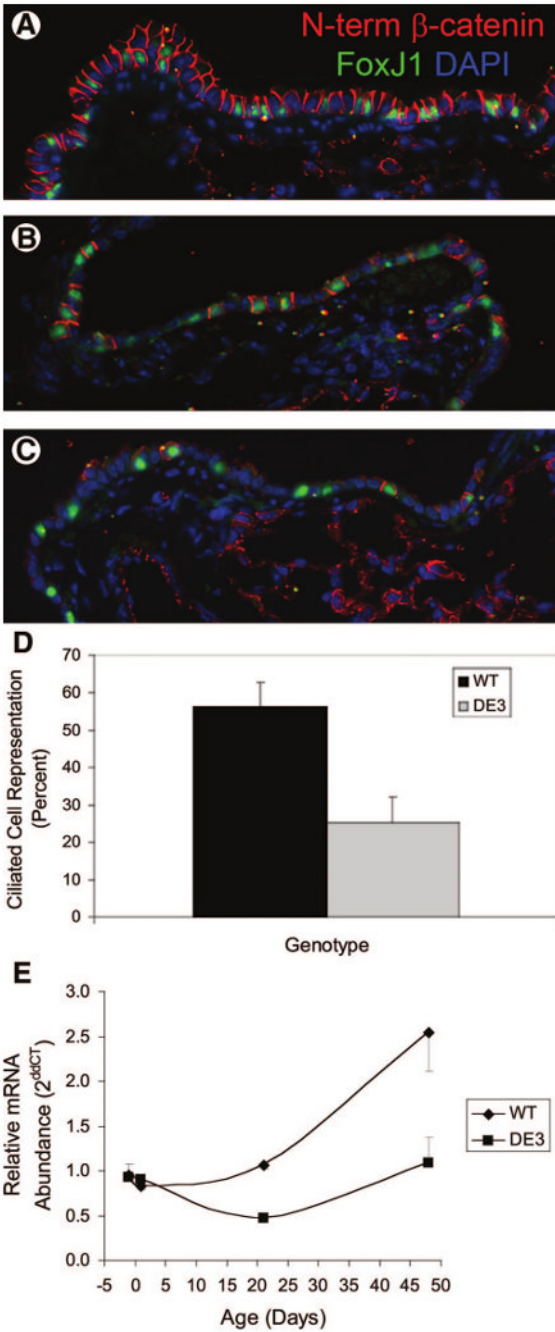 A
N-term β-catenin
FoxJ1 DAPI
B
C
D
Ciliated Cell Representation
(Percent)
70
60
50
40
30
20
10
0
WT
DE3
Genotype
E
Relative mRNA
Abundance (2^ddCT)
3.0
2.5
2.0
1.5
1.0
0.5
0.0
-5 0 5 10 15 20 25 30 35 40 45 50
Age (Days)
WT
DE3